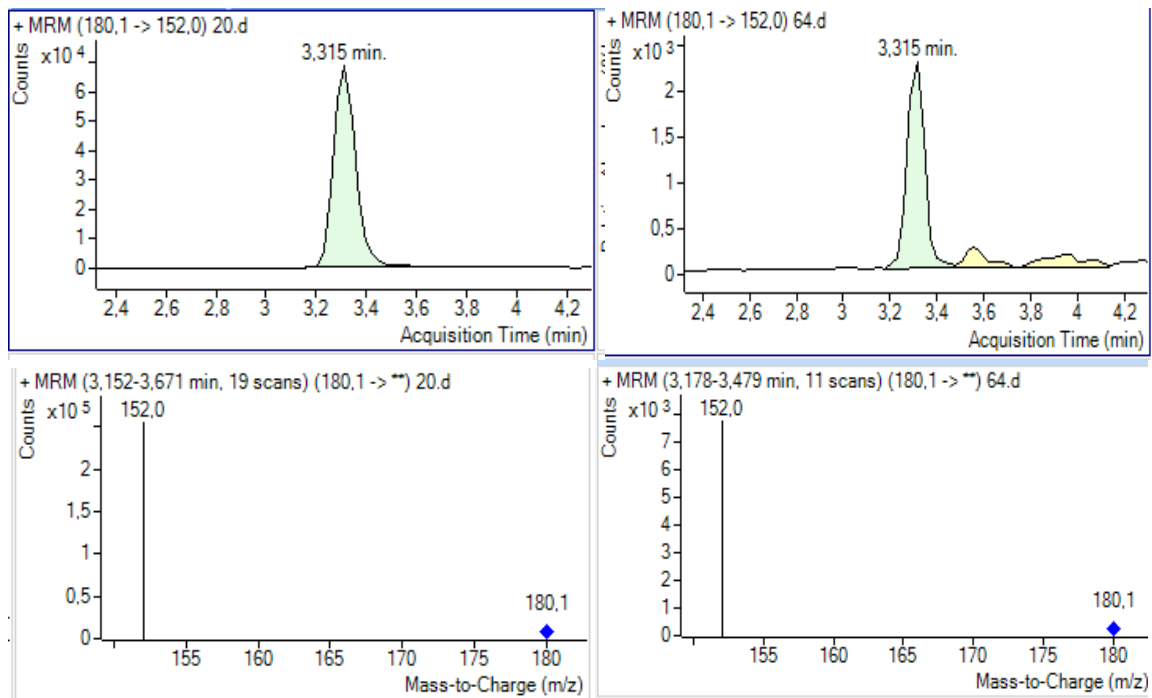 + MRM (180,1 -> 152,0) 20.d
Counts
x10 4
3,315 min.
6
5
4
3
2
1
0
2,4 2,6 2,8 3 3,2 3,4 3,6 3,8 4 4,2
Acquisition Time (min)
+ MRM (180,1 -> 152,0) 64.d
Counts
x10 3
3,315 min.
2
1,5
1
0,5
0
2,4 2,6 2,8 3 3,2 3,4 3,6 3,8 4 4,2
Acquisition Time (min)
+ MRM (3,152-3,671 min, 19 scans) (180,1 -> **) 20.d
Counts
x10 5
152,0
2
1,5
1
0,5
0
180,1
155 160 165 170 175 180
Mass-to-Charge (m/z)
+ MRM (3,178-3,479 min, 11 scans) (180,1 -> **) 64.d
Counts
x10 3
152,0
7
6
5
4
3
2
1
0
180,1
155 160 165 170 175 180
Mass-to-Charge (m/z)